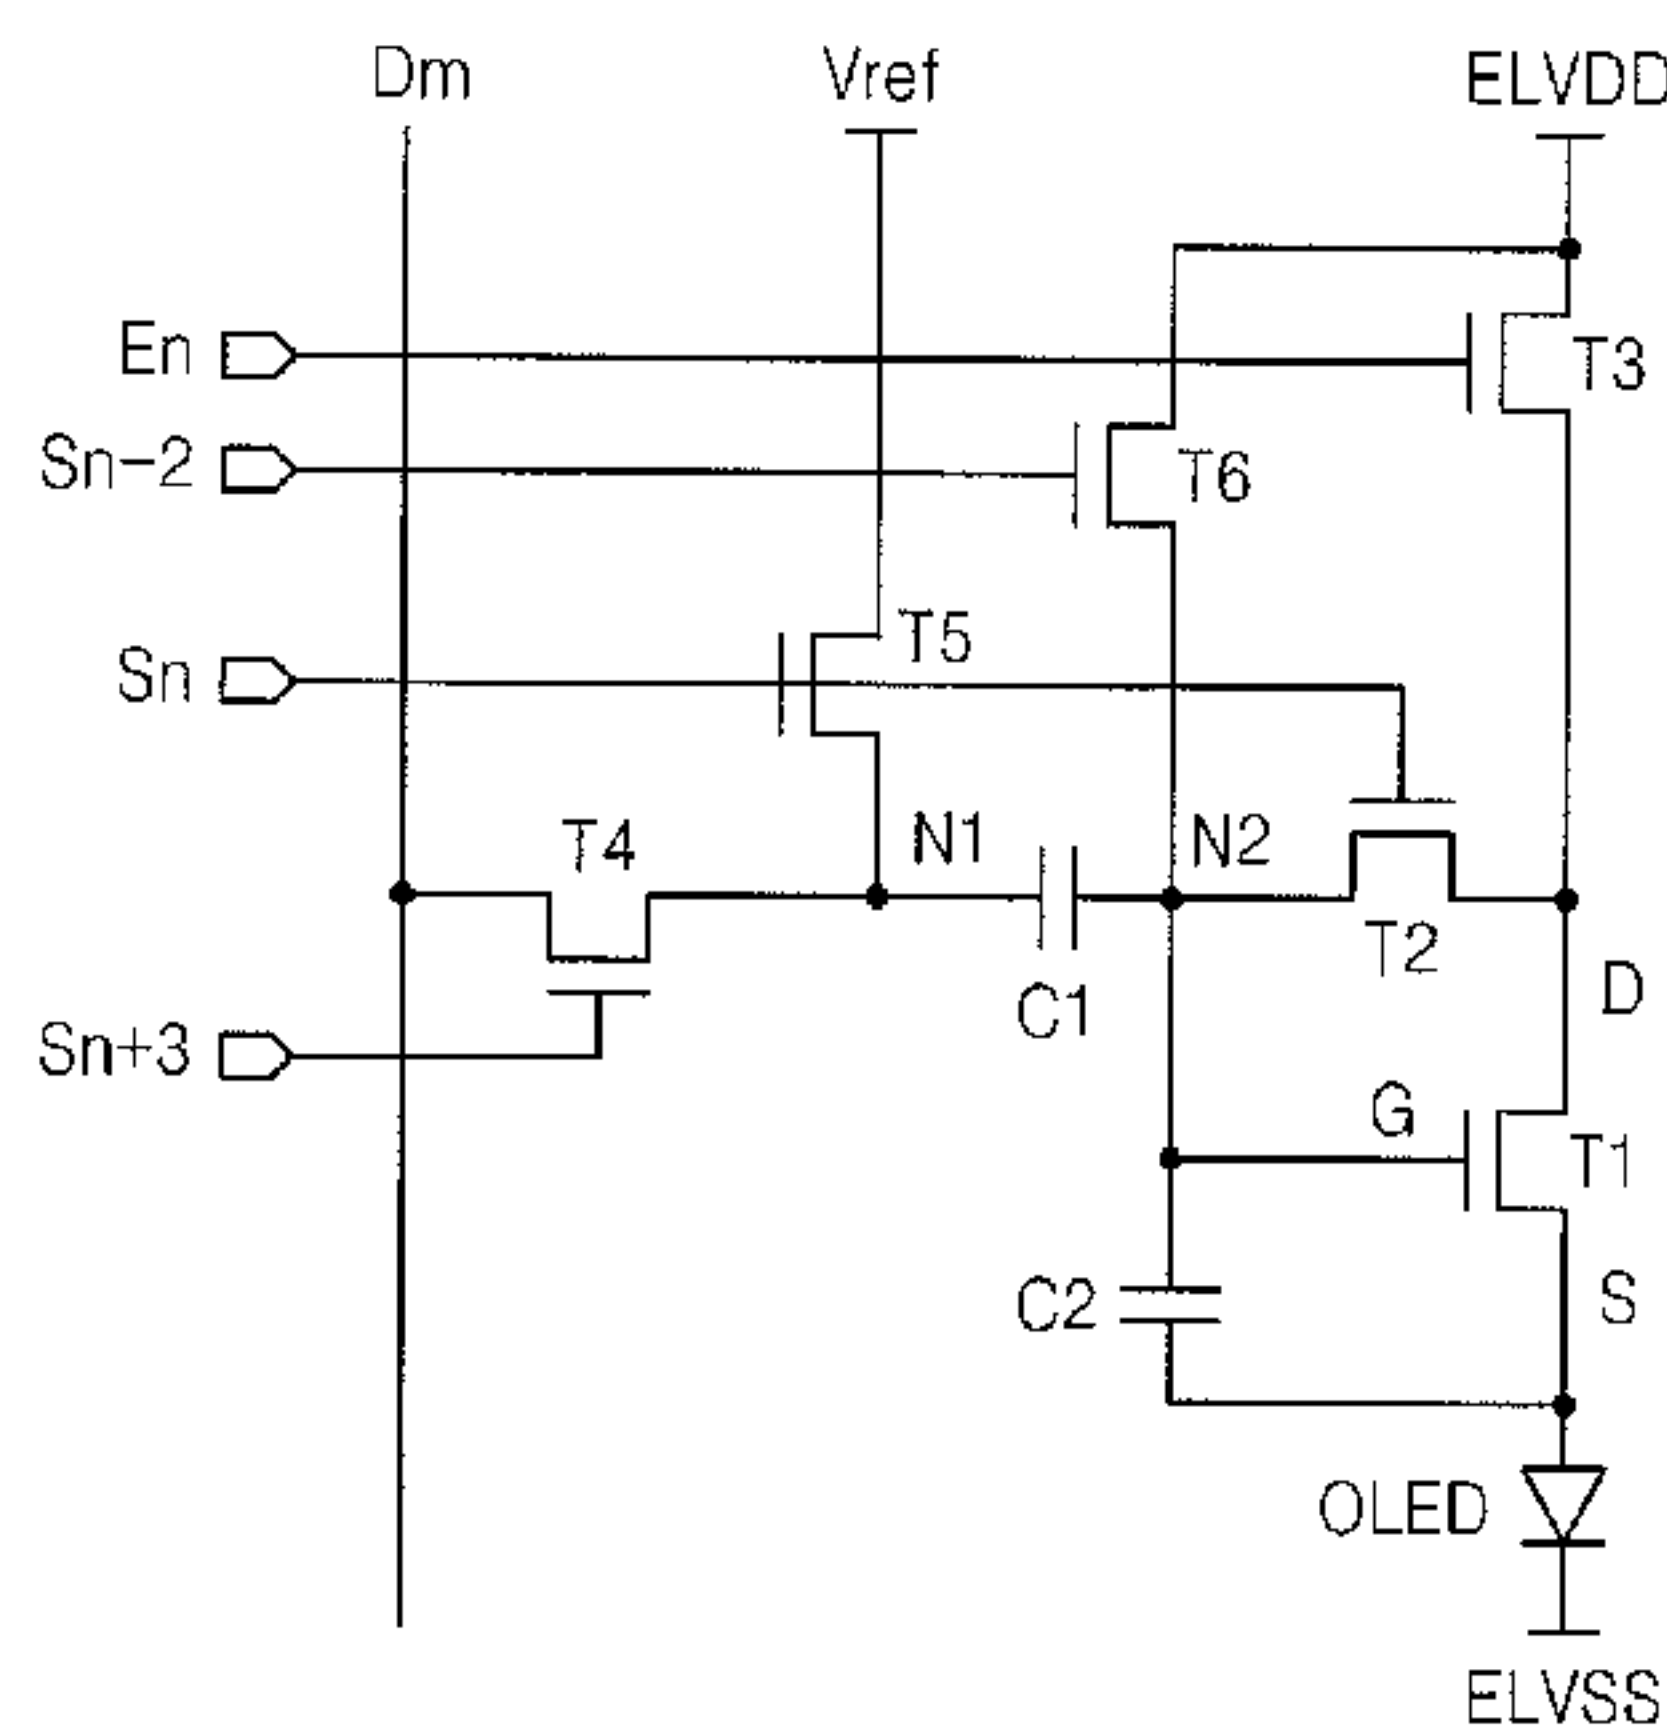 Dm
Vref
ELVDD
En
T3
Sn-2
T6
T5
Sn
T4
N1
N2
T2
D
C1
Sn+3
G
T1
C2
S
OLED
ELVSS